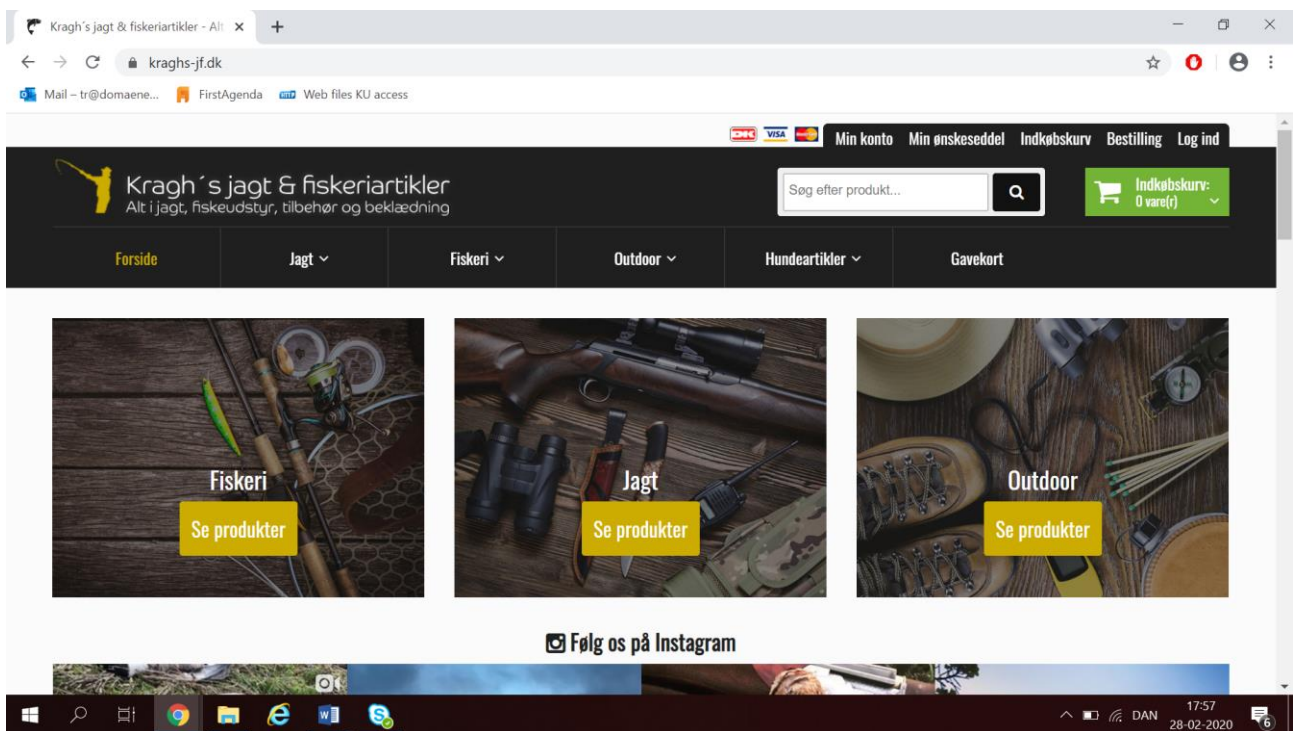 Kragh´s jagt & fiskeriartikler - Alt
kraghs-jf.dk
Mail – tr@domaene... FirstAgenda Web files KU access
DK VISA Min konto Min ønskeseddel Indkøbskurv Bestilling Log ind
Kragh´s jagt & fiskeriartikler
Alt i jagt, fiskeudstyr, tilbehør og beklædning
Søg efter produkt...
Indkøbskurv:
0 vare(r)
Forside Jagt Fiskeri Outdoor Hundeartikler Gavekort
Fiskeri Jagt Outdoor
Se produkter Se produkter Se produkter
Følg os på Instagram
DAN 17:57
28-02-2020 6